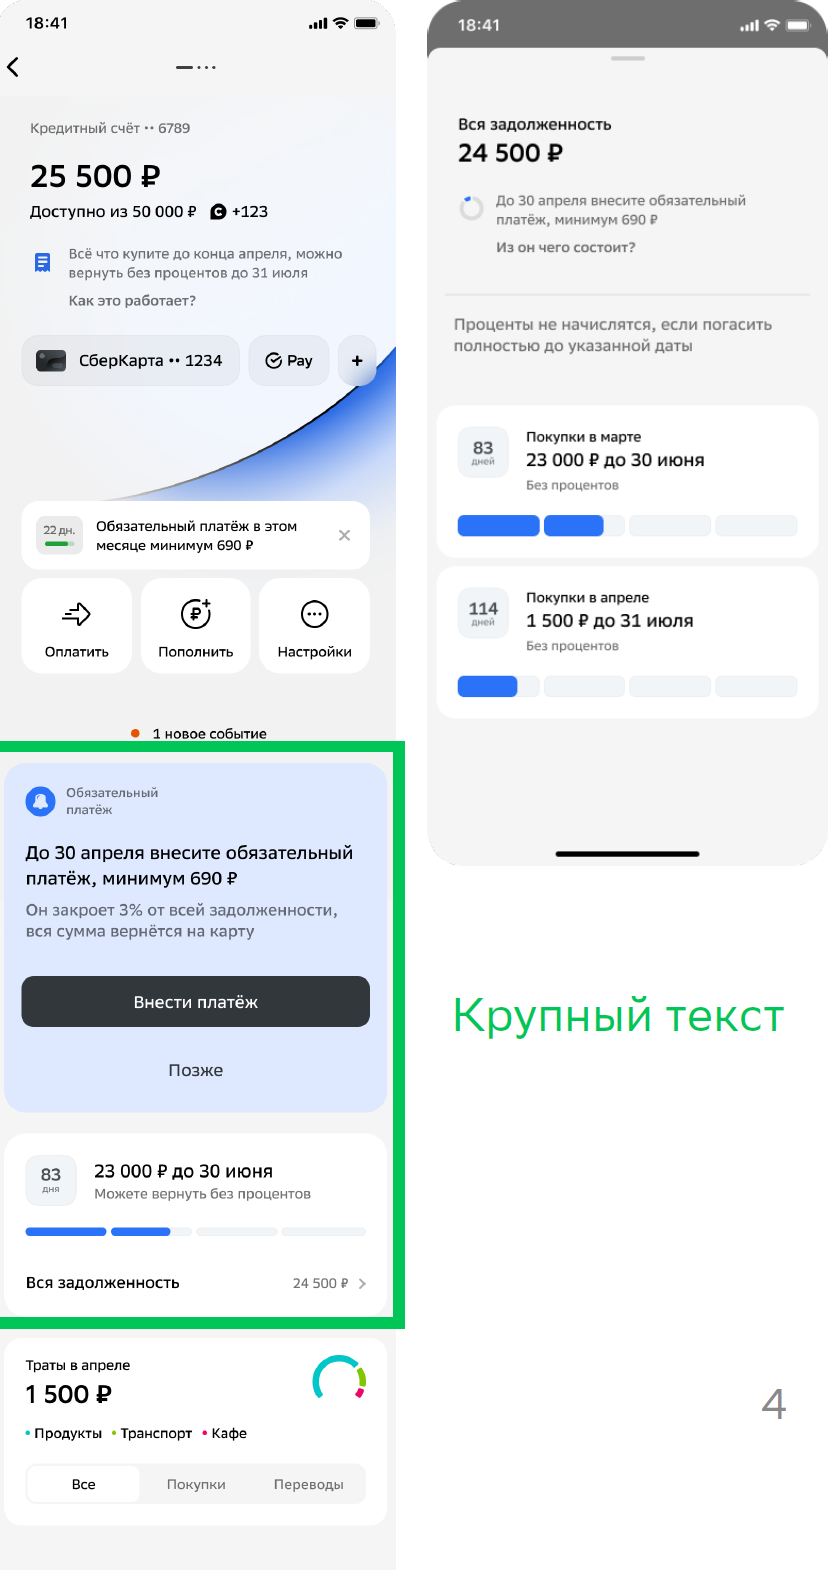 18:41
Кредитный счёт •• 6789
25 500 ₽
Доступно из 50 000 ₽ +123
Всё что купите до конца апреля, можно
вернуть без процентов до 31 июля
Как это работает?
СберКарта •• 1234
Pay
+
22 дн.
Обязательный платёж в этом
месяце минимум 690 ₽
Оплатить
Пополнить
Настройки
1 новое событие
Обязательный
платёж
До 30 апреля внесите обязательный
платёж, минимум 690 ₽
Он закроет 3% от всей задолженности,
вся сумма вернётся на карту
Внести платёж
Позже
83
дня
23 000 ₽ до 30 июня
Можете вернуть без процентов
Вся задолженность 24 500 ₽
Траты в апреле
1 500 ₽
• Продукты • Транспорт • Кафе
Все Покупки Переводы
18:41
Вся задолженность
24 500 ₽
До 30 апреля внесите обязательный
платёж, минимум 690 ₽
Из он чего состоит?
Проценты не начислятся, если погасить
полностью до указанной даты
83
дней
Покупки в марте
23 000 ₽ до 30 июня
Без процентов
114
дней
Покупки в апреле
1 500 ₽ до 31 июля
Без процентов
Крупный текст
4